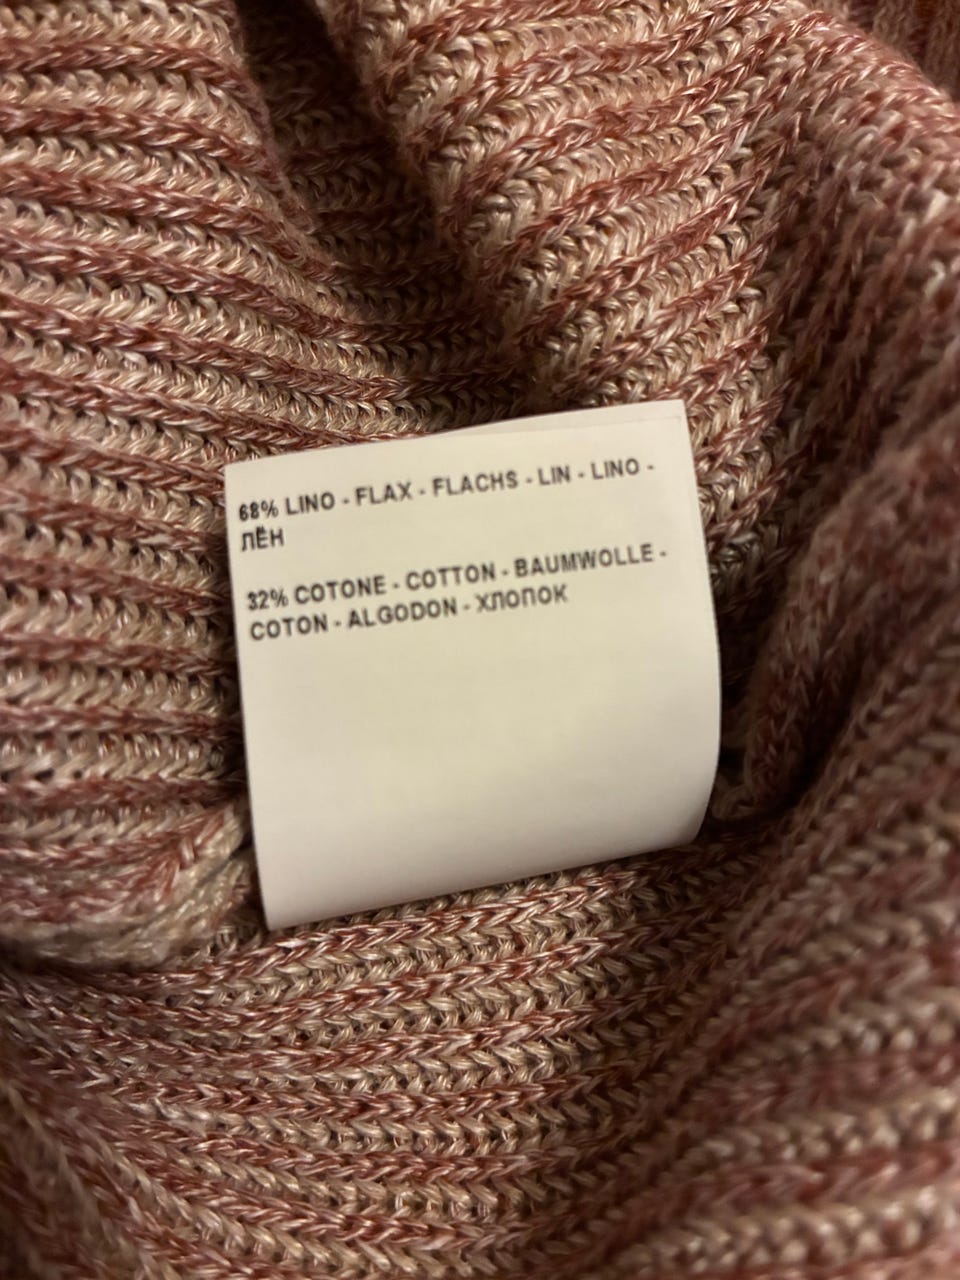 68% LINO - FLAX - FLACHS - LIN - LINO -
ЛЁН
32% COTONE - COTTON - BAUMWOLLE -
COTON - ALGODON - ХЛОПОК